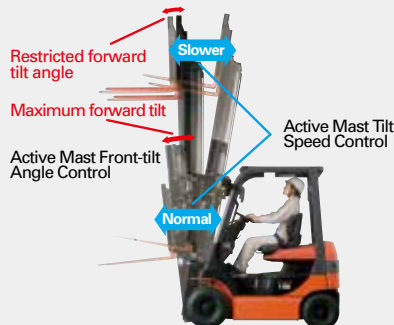 Restricted forward
tilt angle
Slower
Maximum forward tilt
Active Mast Tilt
Speed Control
Active Mast Front-tilt
Angle Control
Normal